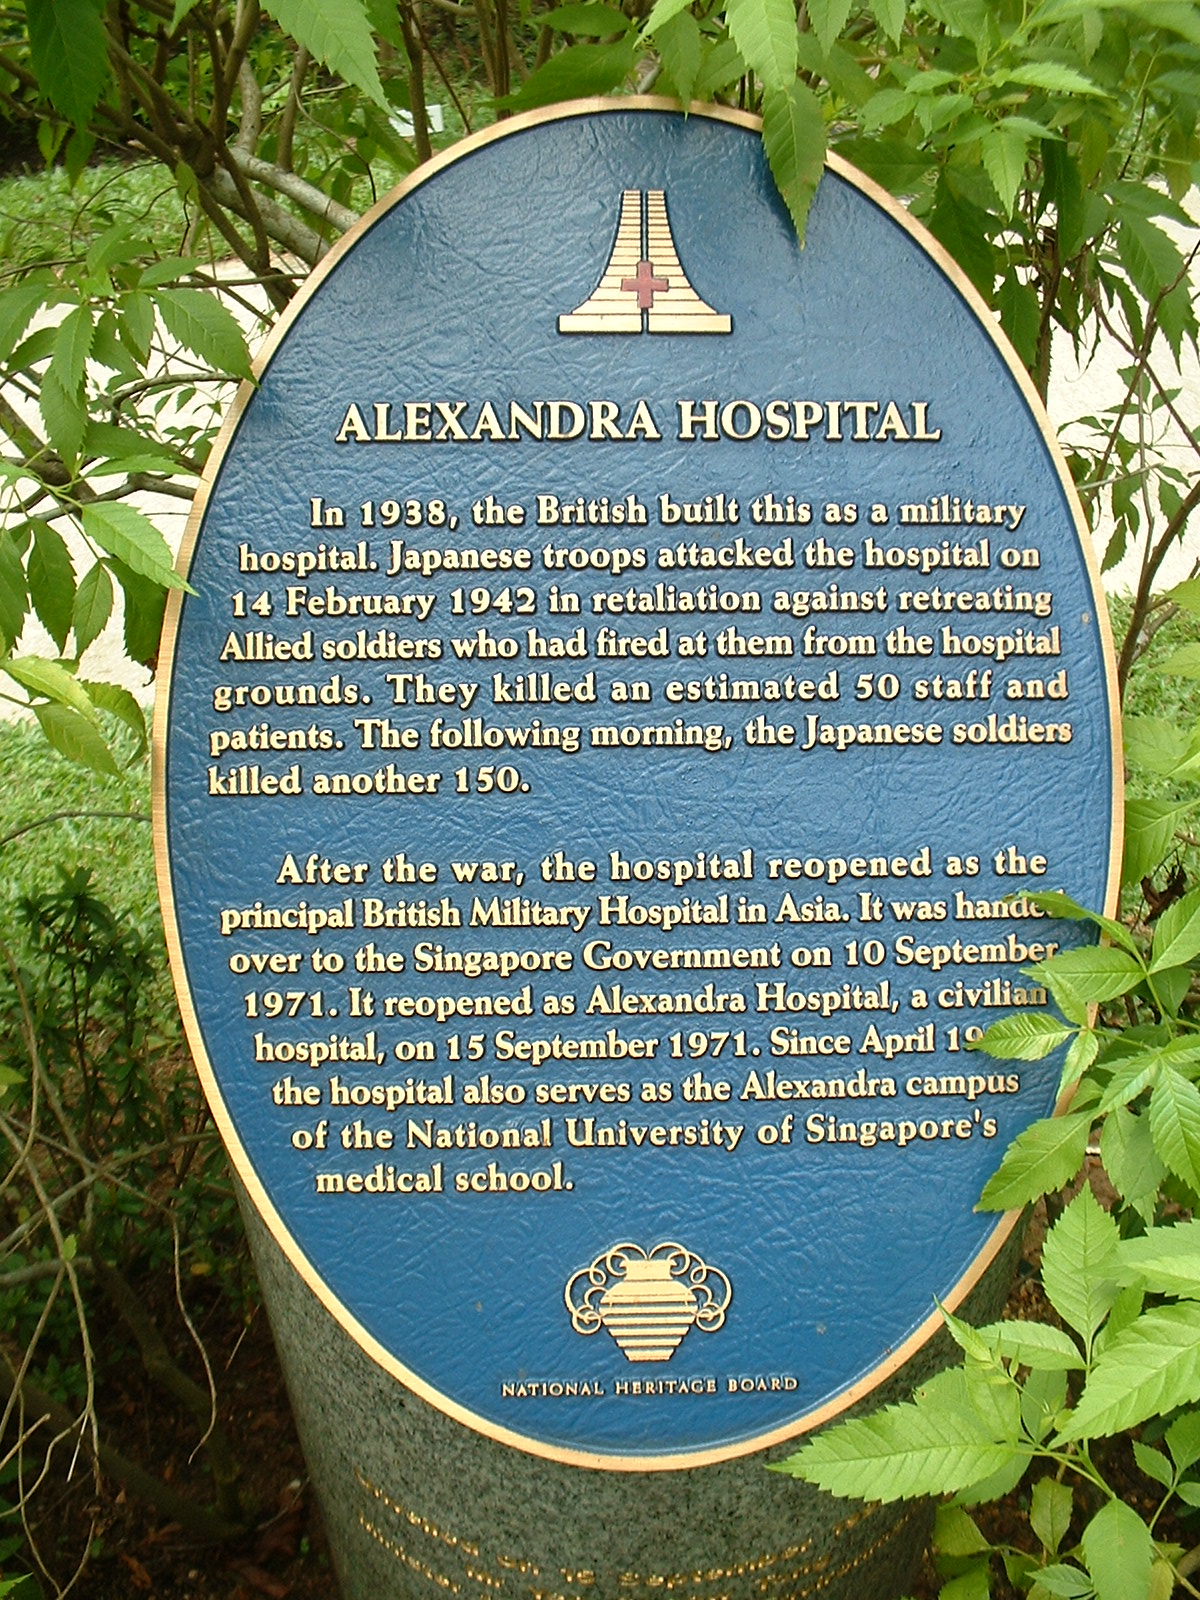 ALEXANDRA HOSPITAL
In 1938, the British built this as a military
hospital. Japanese troops attacked the hospital on
14 February 1942 in retaliation against retreating
Allied soldiers who had fired at them from the hospital
grounds. They killed an estimated 50 staff and
patients. The following morning, the Japanese soldiers
killed another 150.
After the war, the hospital reopened as the
principal British Military Hospital in Asia. It was handed
over to the Singapore Government on 10 September
1971. It reopened as Alexandra Hospital, a civilian
hospital, on 15 September 1971. Since April
the hospital also serves as the Alexandra campus
of the National University of Singapore's
medical school.
NATIONAL HERITAGE BOARD